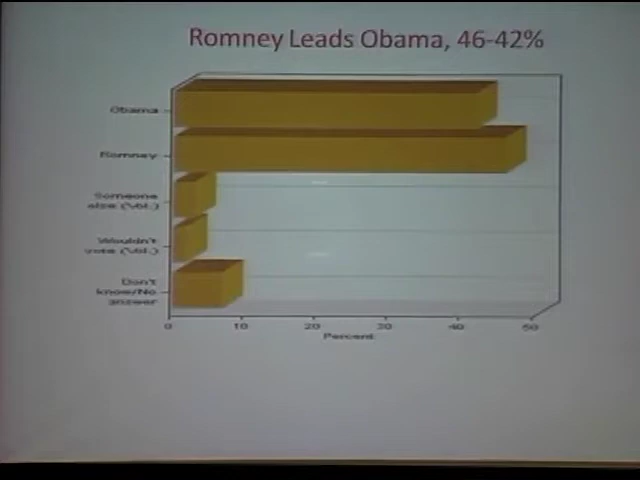 Romney Leads Obama, 46-42%
Obama
Romney
Someone
else (Vol.)
Wouldn't
vote (Vol.)
Don't
know/No
answer
0 10 20 30 40 50
Percent